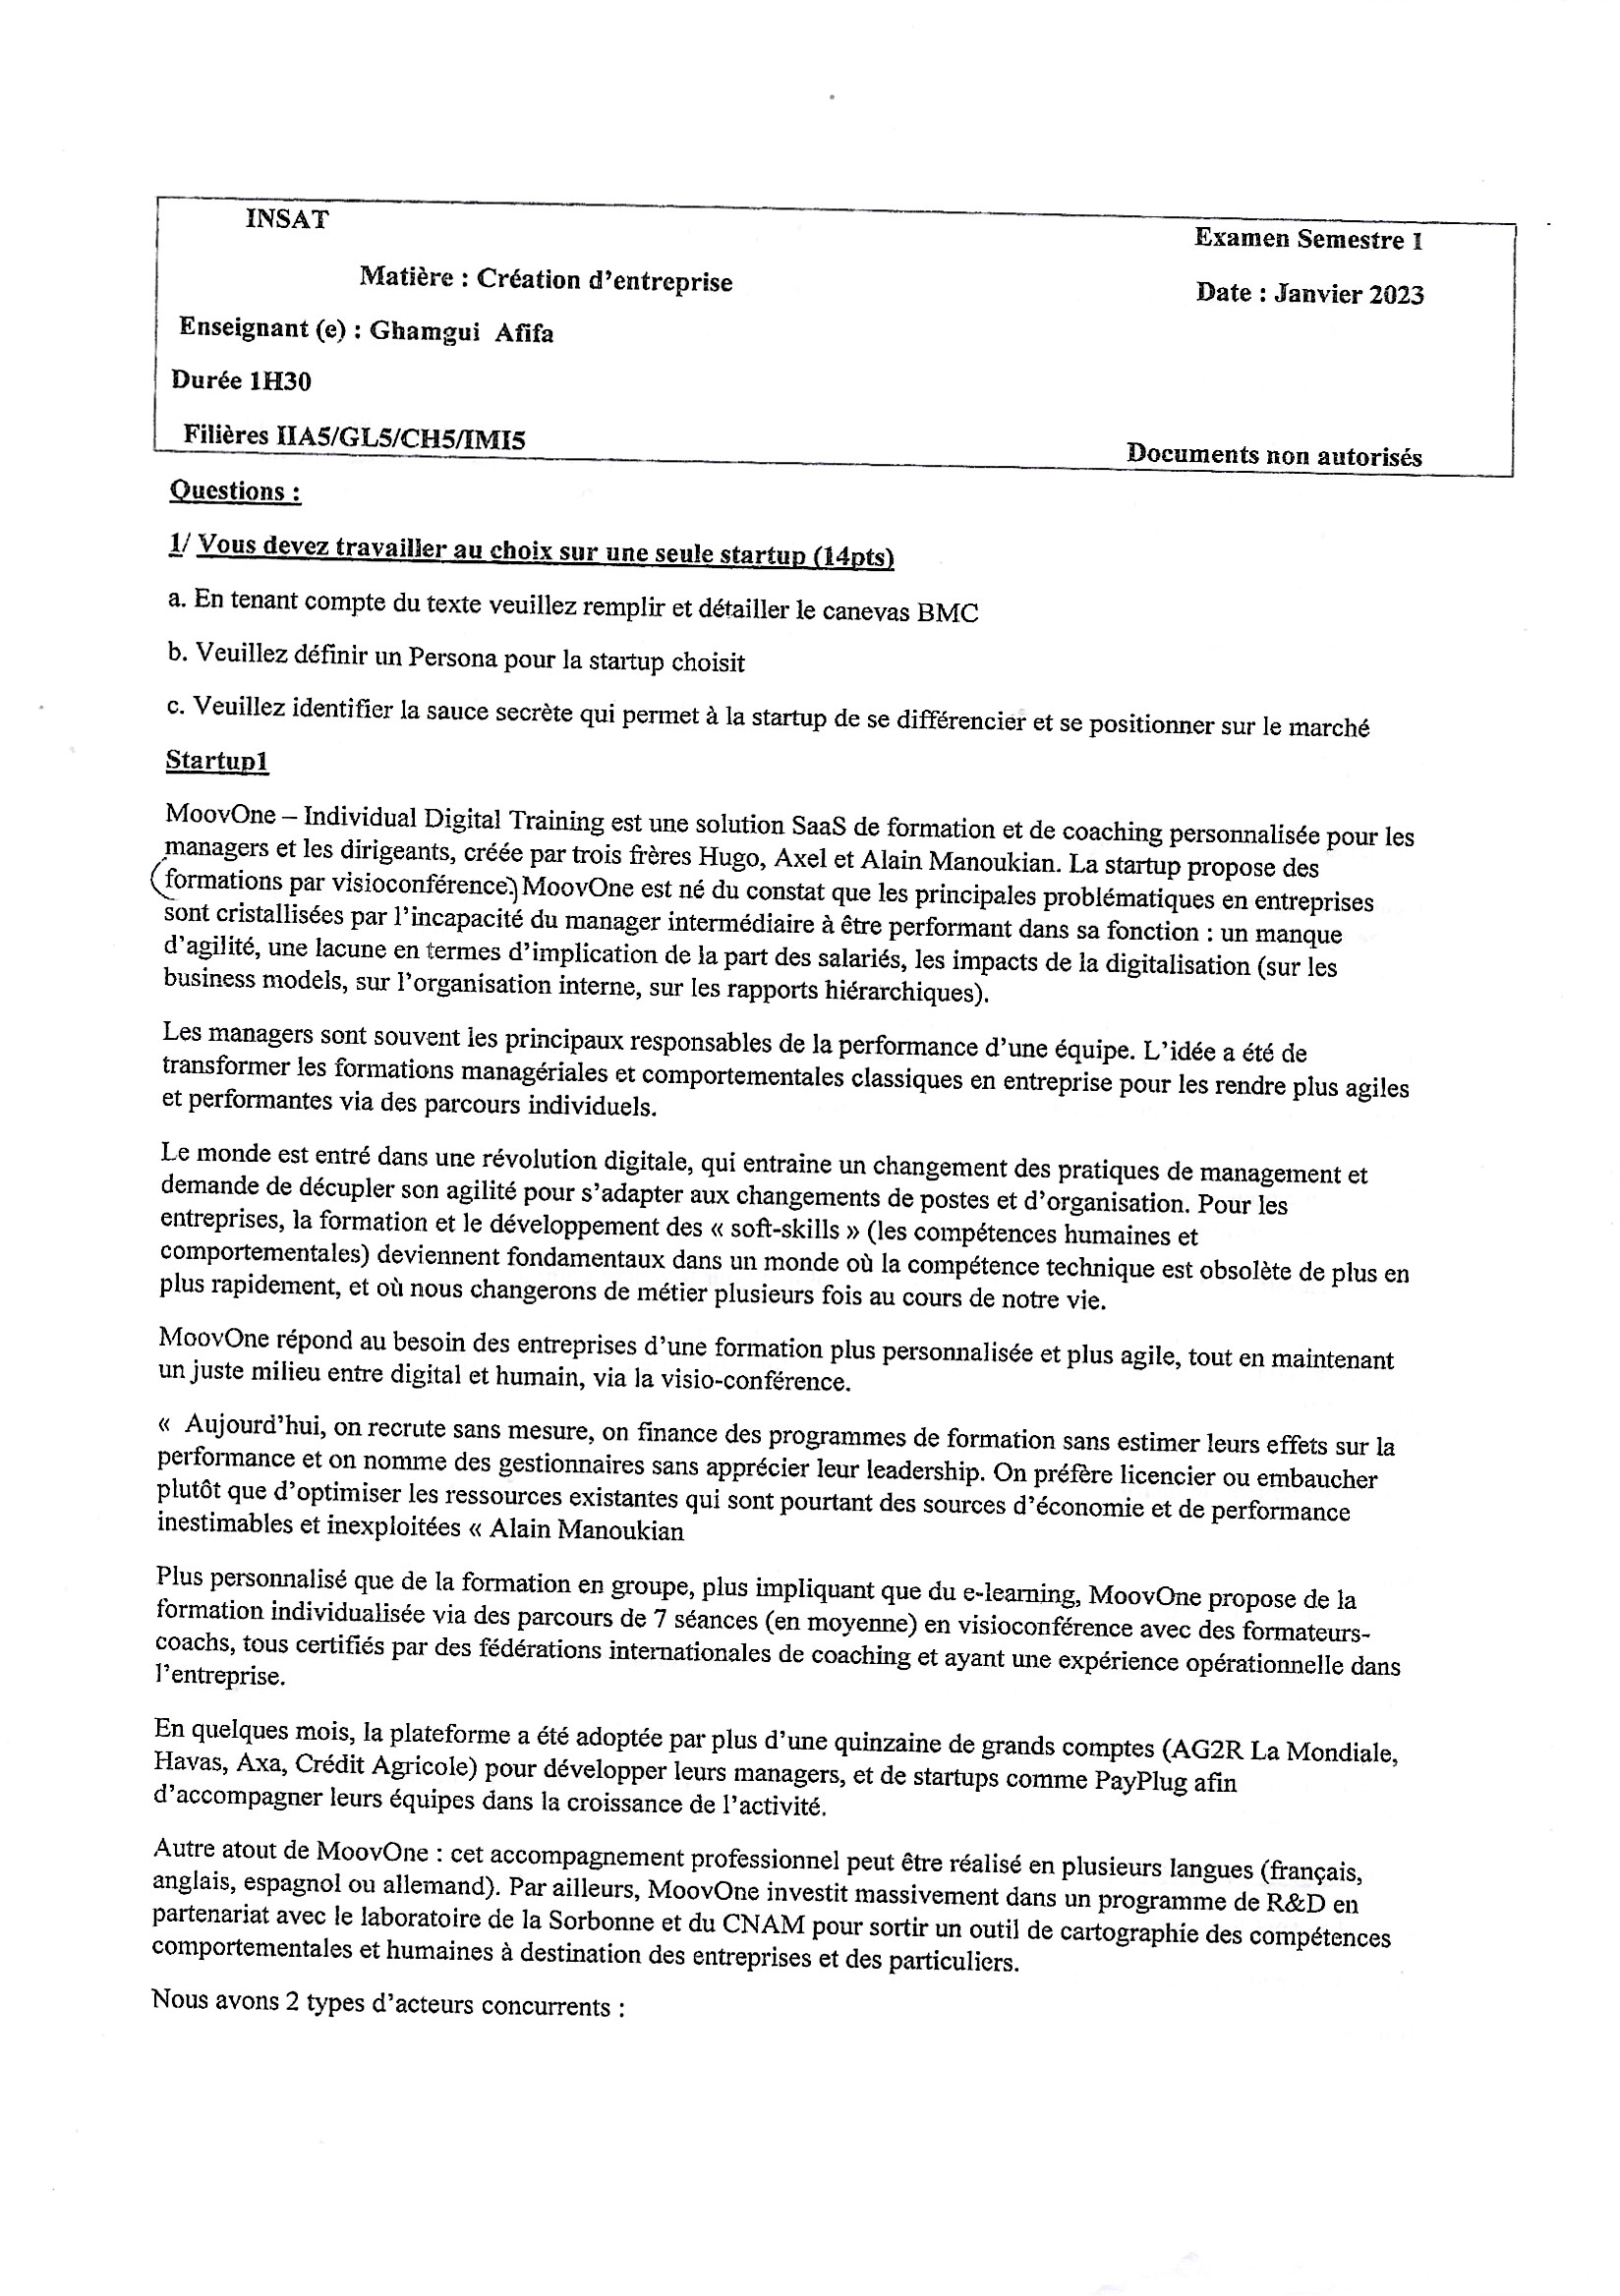 INSAT
Examen Semestre 1
Matière : Création d'entreprise
Date : Janvier 2023
Enseignant (e) : Ghamgui Afifa
Durée 1H30
Filières IIA5/GL5/CH5/IMI5
Documents non autorisés
Questions :
1/ Vous devez travailler au choix sur une seule startup (14pts)
a. En tenant compte du texte veuillez remplir et détailler le canevas BMC
b. Veuillez définir un Persona pour la startup choisit
c. Veuillez identifier la sauce secrète qui permet à la startup de se différencier et se positionner sur le marché
Startup1
MoovOne – Individual Digital Training est une solution SaaS de formation et de coaching personnalisée pour les
managers et les dirigeants, créée par trois frères Hugo, Axel et Alain Manoukian. La startup propose des
(formations par visioconférence.) MoovOne est né du constat que les principales problématiques en entreprises
sont cristallisées par l'incapacité du manager intermédiaire à être performant dans sa fonction : un manque
d'agilité, une lacune en termes d'implication de la part des salariés, les impacts de la digitalisation (sur les
business models, sur l'organisation interne, sur les rapports hiérarchiques).
Les managers sont souvent les principaux responsables de la performance d'une équipe. L'idée a été de
transformer les formations managériales et comportementales classiques en entreprise pour les rendre plus agiles
et performantes via des parcours individuels.
Le monde est entré dans une révolution digitale, qui entraine un changement des pratiques de management et
demande de décupler son agilité pour s'adapter aux changements de postes et d'organisation. Pour les
entreprises, la formation et le développement des « soft-skills » (les compétences humaines et
comportementales) deviennent fondamentaux dans un monde où la compétence technique est obsolète de plus en
plus rapidement, et où nous changerons de métier plusieurs fois au cours de notre vie.
MoovOne répond au besoin des entreprises d'une formation plus personnalisée et plus agile, tout en maintenant
un juste milieu entre digital et humain, via la visio-conférence.
« Aujourd'hui, on recrute sans mesure, on finance des programmes de formation sans estimer leurs effets sur la
performance et on nomme des gestionnaires sans apprécier leur leadership. On préfère licencier ou embaucher
plutôt que d'optimiser les ressources existantes qui sont pourtant des sources d'économie et de performance
inestimables et inexploitées « Alain Manoukian
Plus personnalisé que de la formation en groupe, plus impliquant que du e-learning, MoovOne propose de la
formation individualisée via des parcours de 7 séances (en moyenne) en visioconférence avec des formateurs-
coachs, tous certifiés par des fédérations internationales de coaching et ayant une expérience opérationnelle dans
l'entreprise.
En quelques mois, la plateforme a été adoptée par plus d'une quinzaine de grands comptes (AG2R La Mondiale,
Havas, Axa, Crédit Agricole) pour développer leurs managers, et de startups comme PayPlug afin
d'accompagner leurs équipes dans la croissance de l'activité.
Autre atout de MoovOne : cet accompagnement professionnel peut être réalisé en plusieurs langues (français,
anglais, espagnol ou allemand). Par ailleurs, MoovOne investit massivement dans un programme de R&D en
partenariat avec le laboratoire de la Sorbonne et du CNAM pour sortir un outil de cartographie des compétences
comportementales et humaines à destination des entreprises et des particuliers.
Nous avons 2 types d'acteurs concurrents :